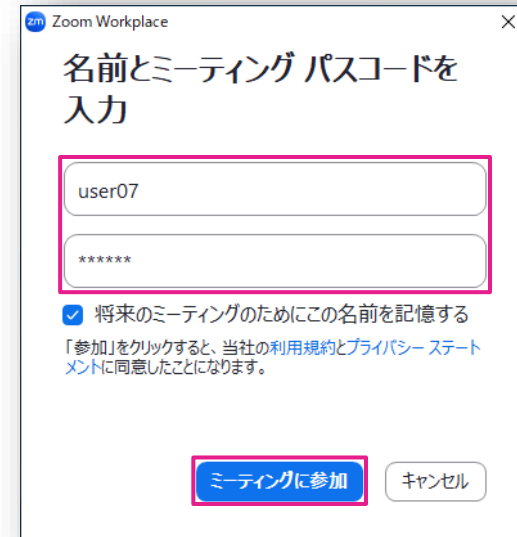 zm Zoom Workplace
名前とミーティング パスコードを
入力
user07
******
将来のミーティングのためにこの名前を記憶する
「参加」をクリックすると、当社の利用規約とプライバシー ステート
メントに同意したことになります。
ミーティングに参加 キャンセル